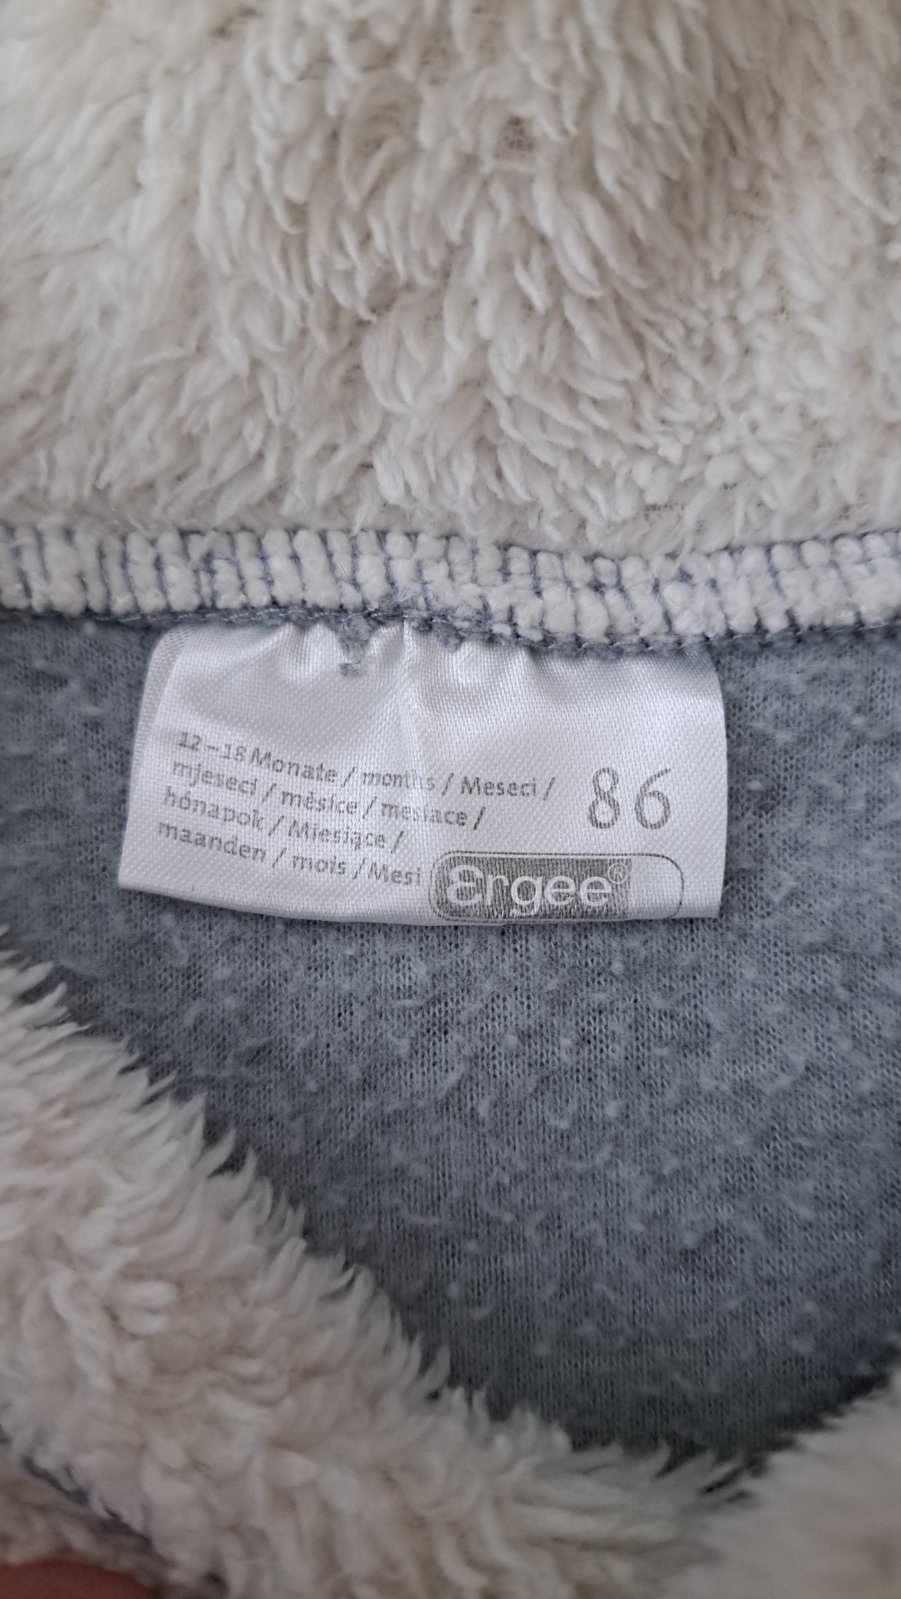 12-18 Monate / months / Meseci /
mjeseci / měsíce / mesiace /
hónapok / Miesiące /
maanden / mois / Mesi
86
Ergee®